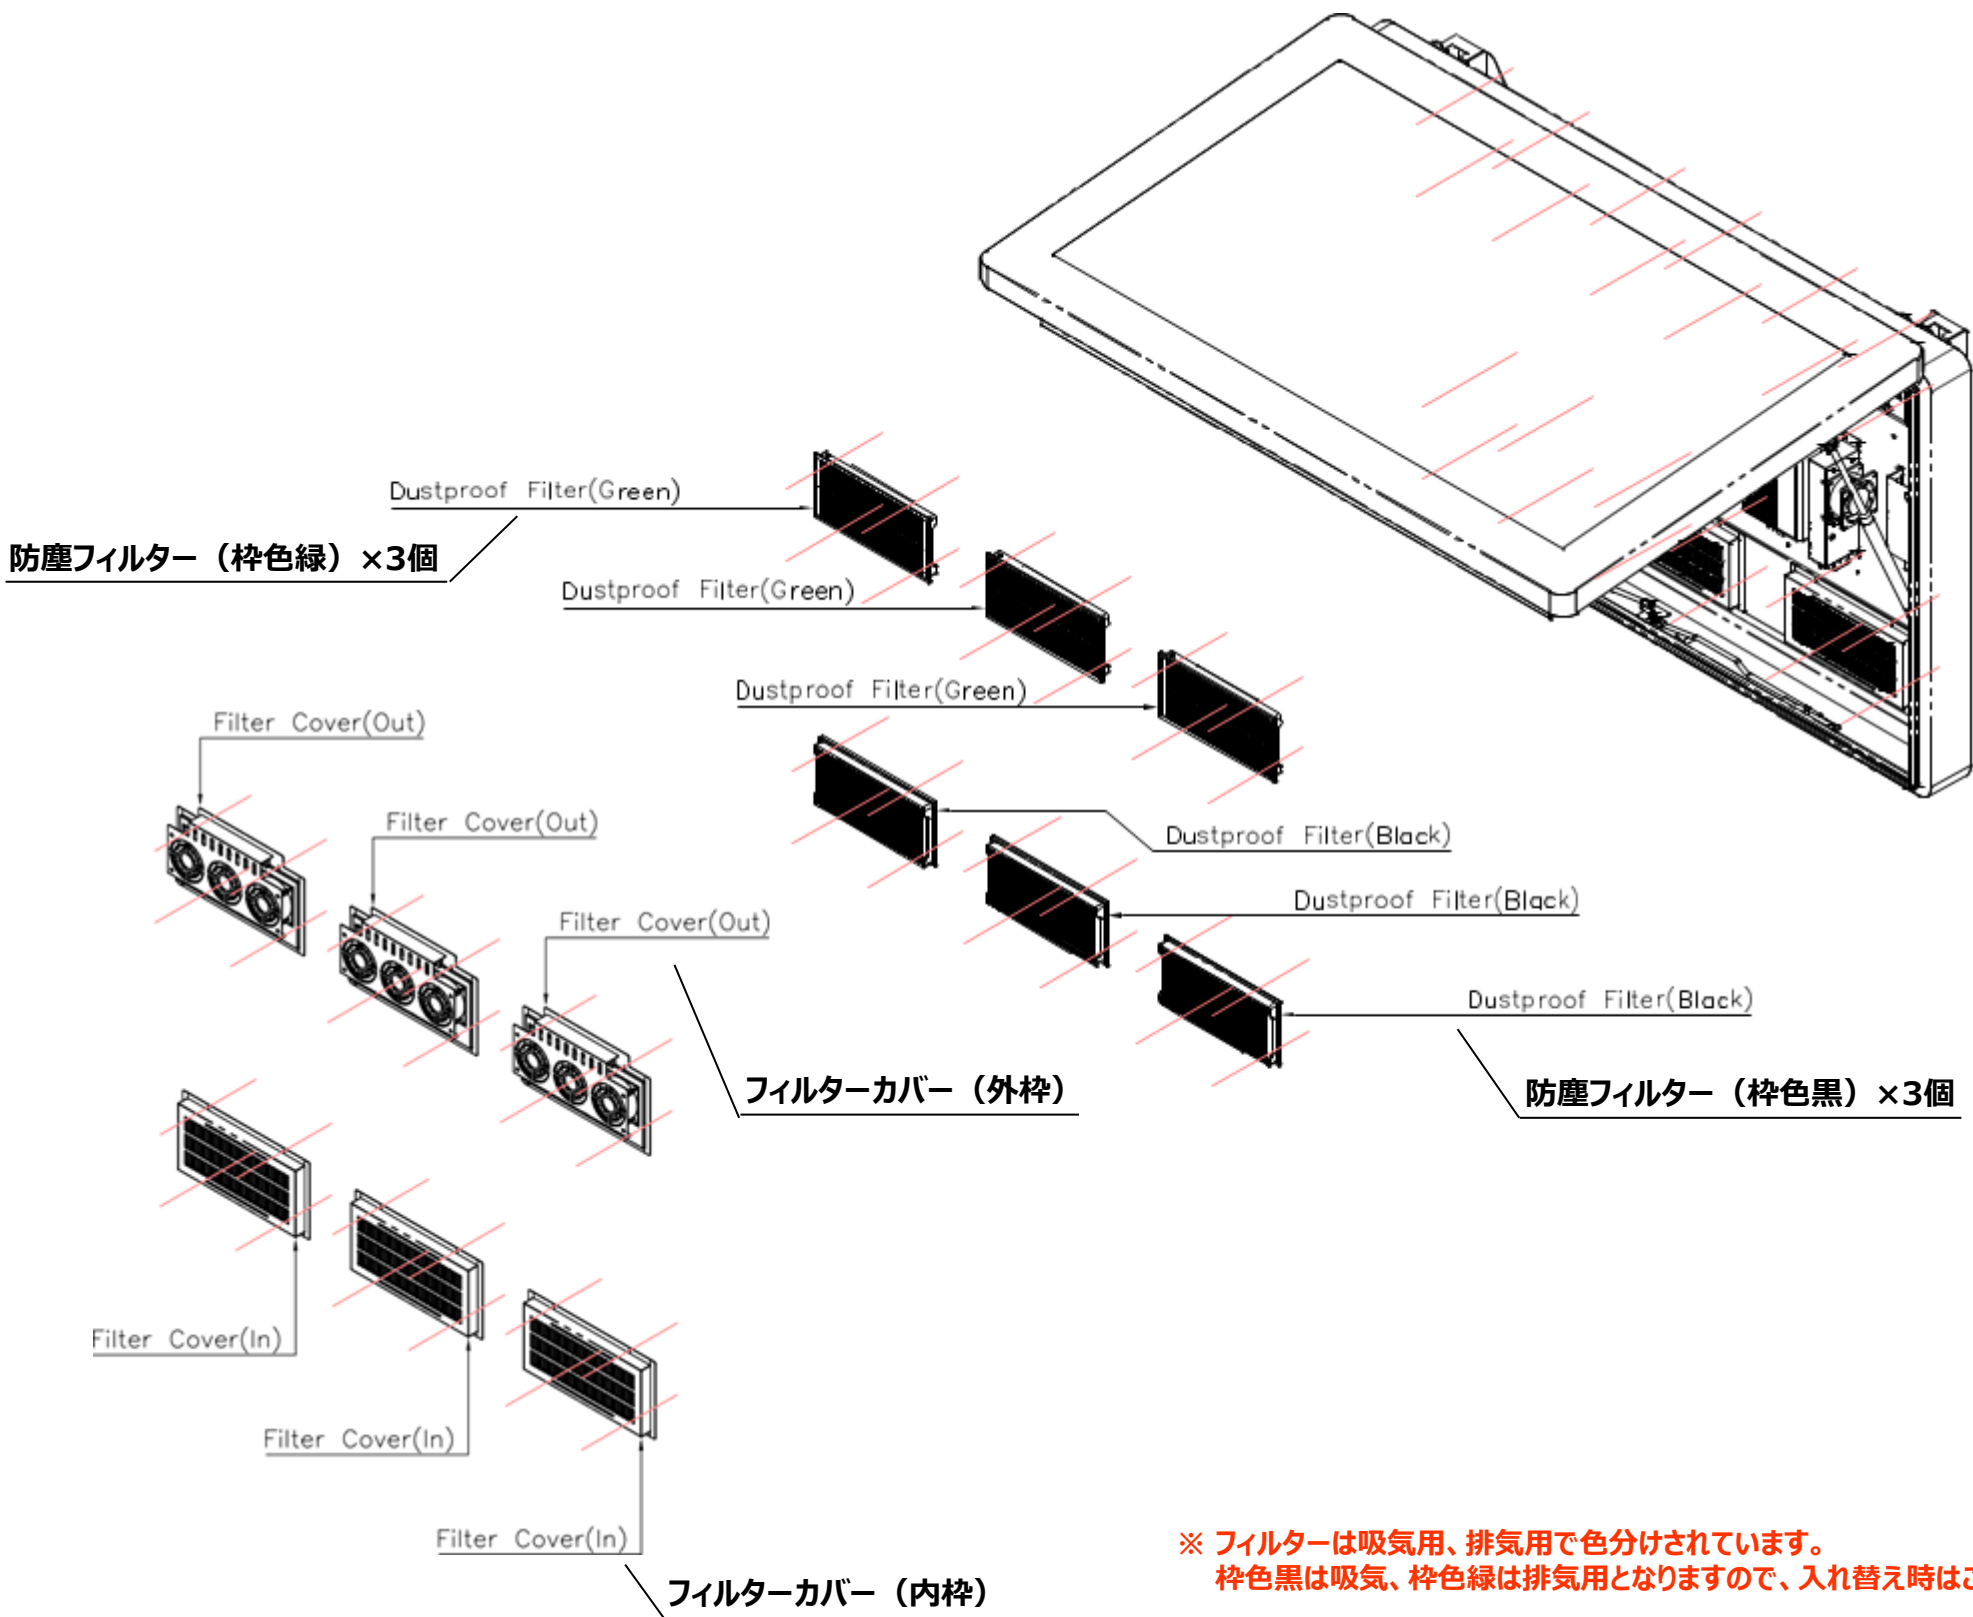 Dustproof Filter(Green)
防塵フィルター（枠色緑）×3個
Dustproof Filter(Green)
Dustproof Filter(Green)
Filter Cover(Out)
Filter Cover(Out)
Dustproof Filter(Black)
Dustproof Filter(Black)
Filter Cover(Out)
Dustproof Filter(Black)
フィルターカバー（外枠）
防塵フィルター（枠色黒）×3個
Filter Cover(In)
Filter Cover(In)
Filter Cover(In)
フィルターカバー（内枠）
※ フィルターは吸気用、排気用で色分けされています。
枠色黒は吸気、枠色緑は排気用となりますので、入れ替え時はご